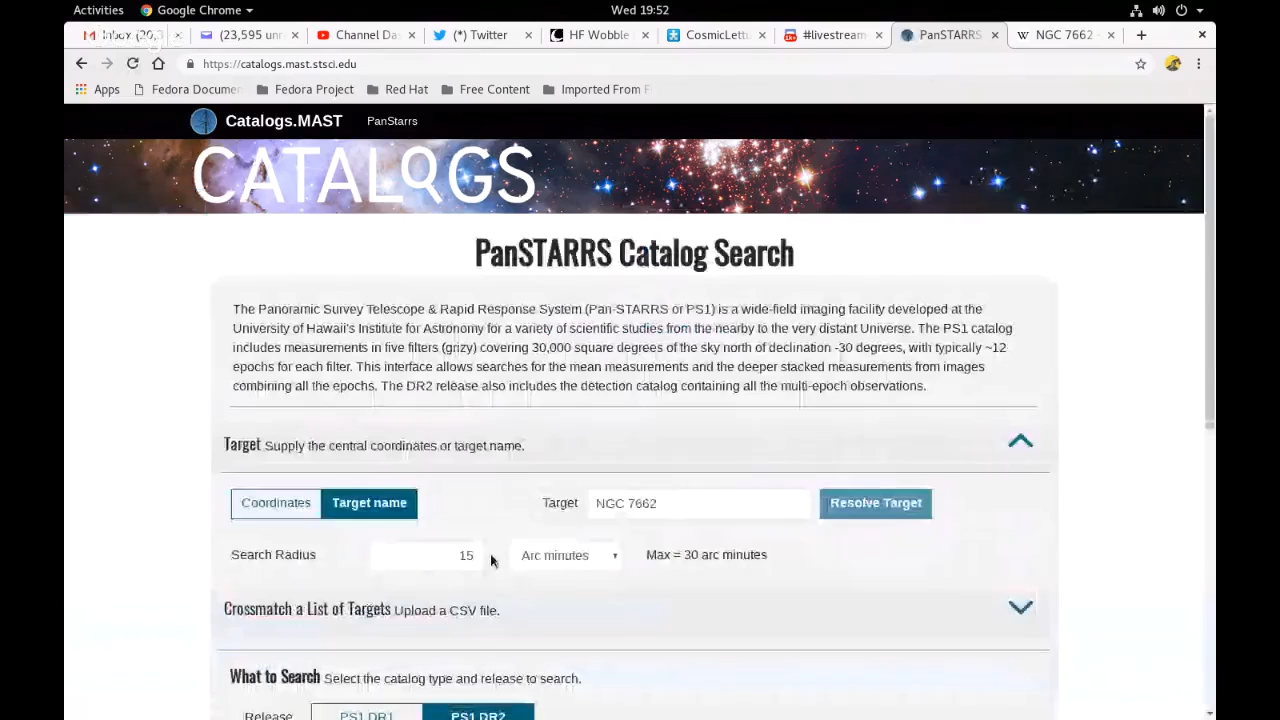 Activities Google Chrome Wed 19:52
Inbox (20,3 (23,595 unr Channel Da (*) Twitter HF Wobble CosmicLett #livestream PanSTARRS NGC 7662 -
https://catalogs.mast.stsci.edu
Apps Fedora Documer Fedora Project Red Hat Free Content Imported From F
Catalogs.MAST PanStarrs
CATALOGS
PanSTARRS Catalog Search
The Panoramic Survey Telescope & Rapid Response System (Pan-STARRS or PS1) is a wide-field imaging facility developed at the
University of Hawaii's Institute for Astronomy for a variety of scientific studies from the nearby to the very distant Universe. The PS1 catalog
includes measurements in five filters (grizy) covering 30,000 square degrees of the sky north of declination -30 degrees, with typically ~12
epochs for each filter. This interface allows searches for the mean measurements and the deeper stacked measurements from images
combining all the epochs. The DR2 release also includes the detection catalog containing all the multi-epoch observations.
Target Supply the central coordinates or target name.
Coordinates Target name Target NGC 7662 Resolve Target
Search Radius 15 Arc minutes Max = 30 arc minutes
Crossmatch a List of Targets Upload a CSV file.
What to Search Select the catalog type and release to search.
Release PS1 DR1 PS1 DR2